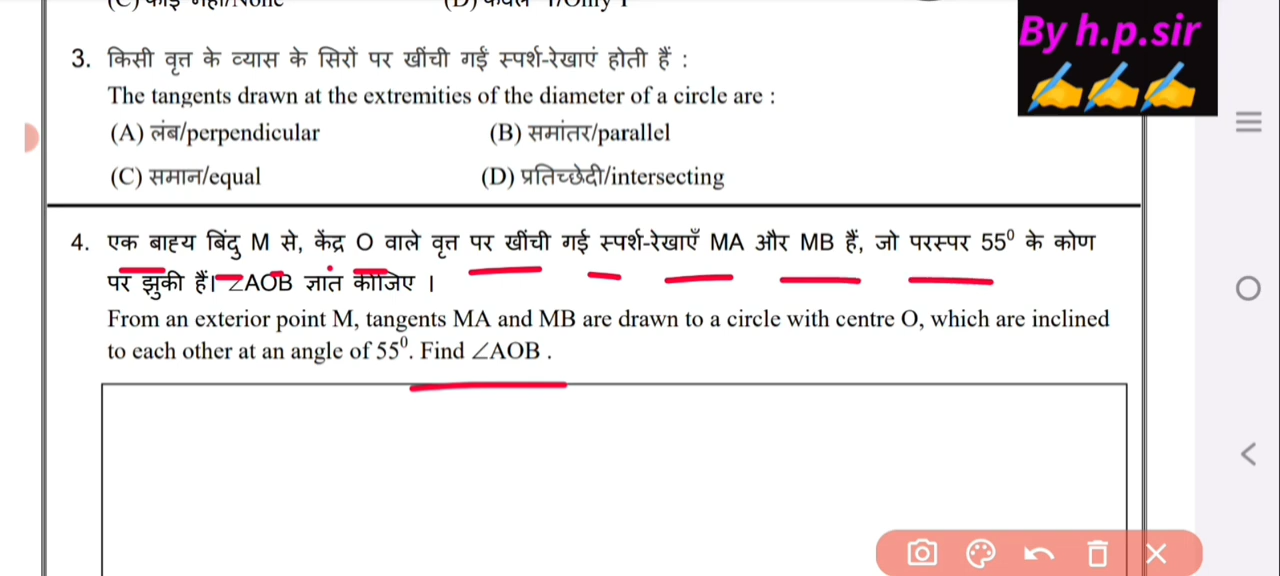 By h.p.sir
3. किसी वृत्त के व्यास के सिरों पर खींची गईं स्पर्श-रेखाएं होती हैं :
The tangents drawn at the extremities of the diameter of a circle are :
(A) लंब/perpendicular (B) समांतर/parallel
(C) समान/equal (D) प्रतिच्छेदी/intersecting
4. एक बाह्य बिंदु M से, केंद्र O वाले वृत्त पर खींची गई स्पर्श-रेखाएँ MA और MB हैं, जो परस्पर 55⁰ के कोण
पर झुकी हैं। ∠AOB ज्ञात कीजिए ।
From an exterior point M, tangents MA and MB are drawn to a circle with centre O, which are inclined
to each other at an angle of 55⁰. Find ∠AOB .